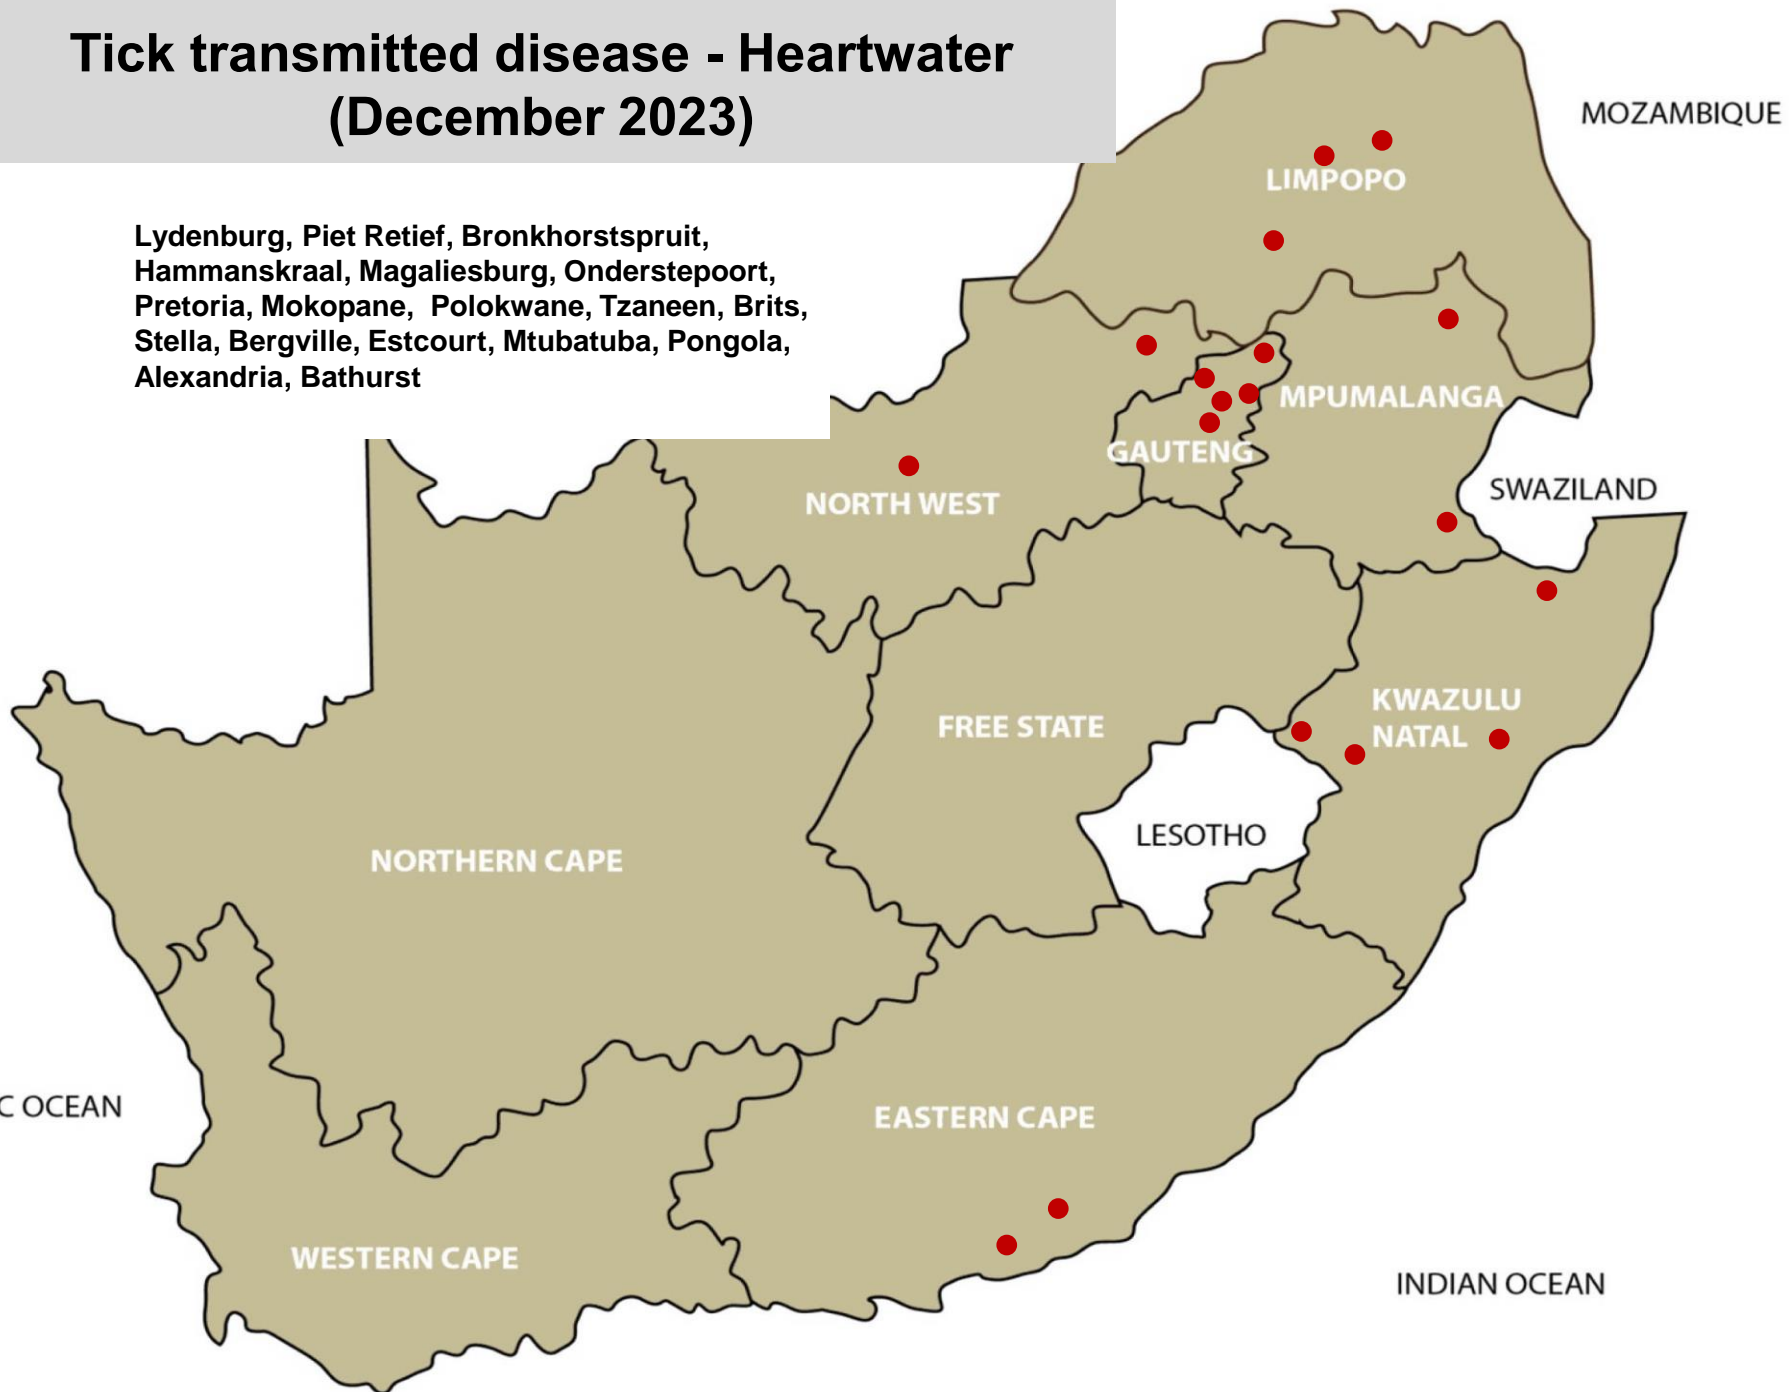 Tick transmitted disease - Heartwater
(December 2023)
MOZAMBIQUE
LIMPOPO
Lydenburg, Piet Retief, Bronkhorstspruit,
Hammanskraal, Magaliesburg, Onderstepoort,
Pretoria, Mokopane, Polokwane, Tzaneen, Brits,
Stella, Bergville, Estcourt, Mtubatuba, Pongola,
Alexandria, Bathurst
MPUMALANGA
GAUTENG
SWAZILAND
NORTH WEST
KWAZULU
NATAL
FREE STATE
LESOTHO
NORTHERN CAPE
C OCEAN
EASTERN CAPE
WESTERN CAPE
INDIAN OCEAN